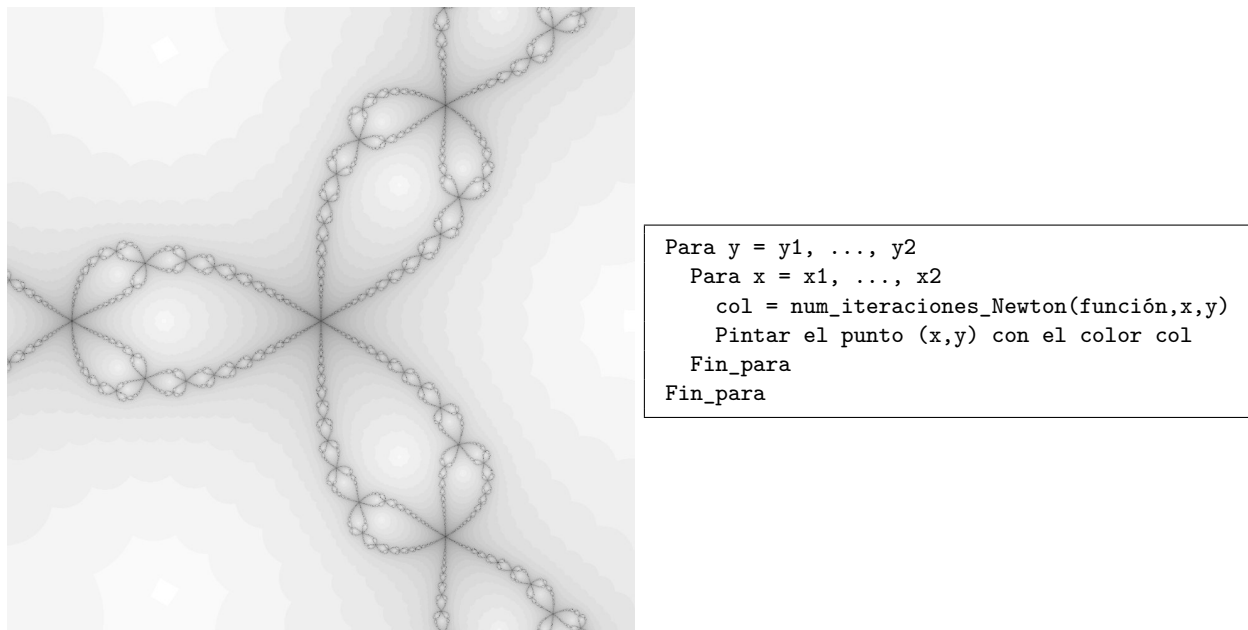 Para y = y1, ..., y2
Para x = x1, ..., x2
col = num_iteraciones_Newton(función,x,y)
Pintar el punto (x,y) con el color col
Fin_para
Fin_para